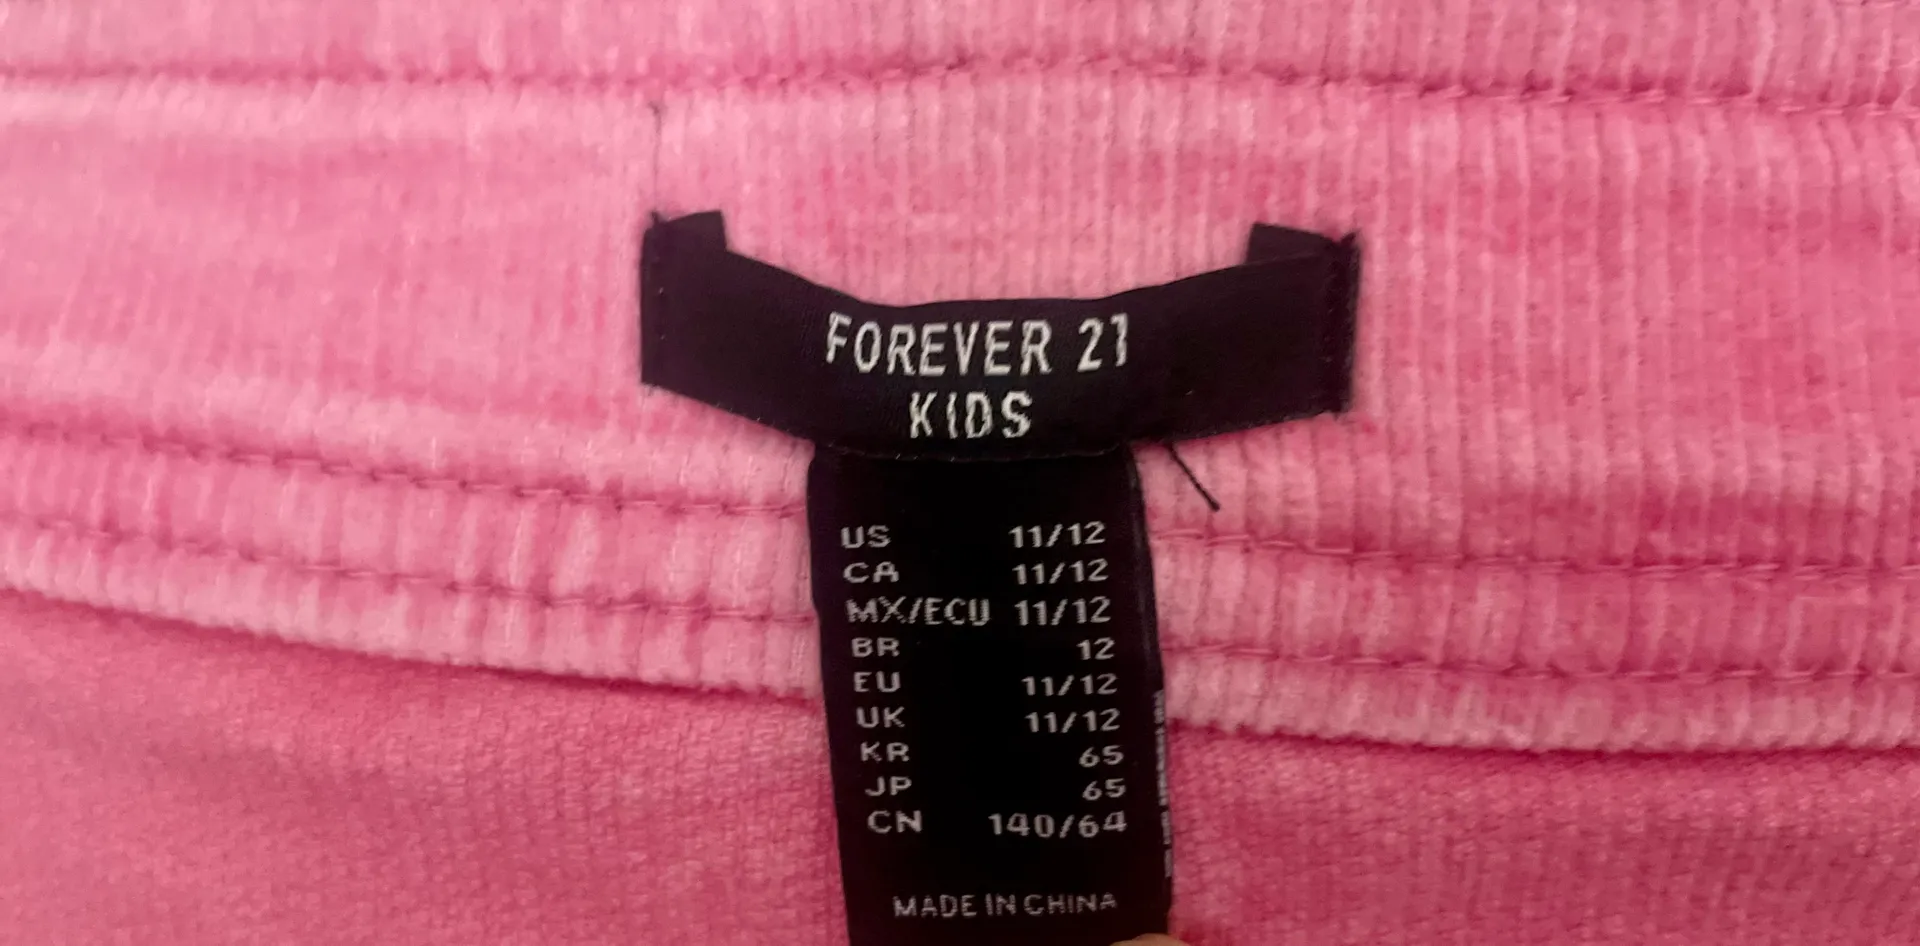 FOREVER 21
KIDS
US 11/12
CA 11/12
MX/ECU 11/12
BR 12
EU 11/12
UK 11/12
KR 65
JP 65
CN 140/64
MADE IN CHINA